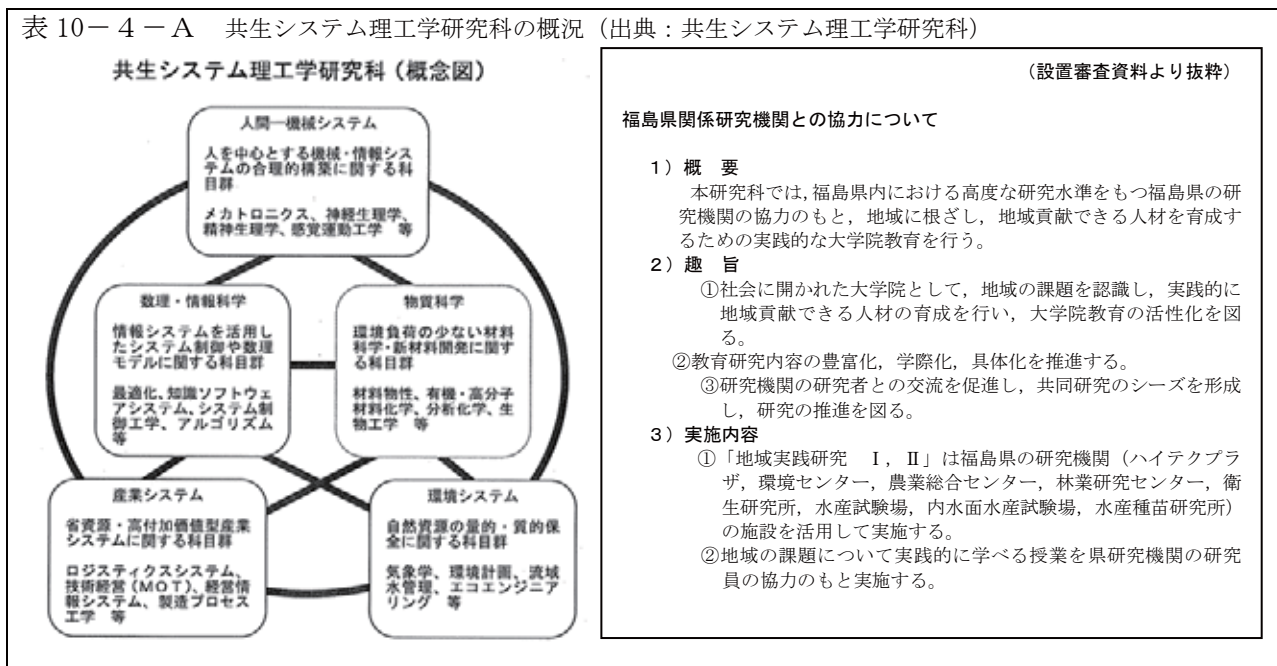 表 10－４－Ａ　共生システム理工学研究科の概況（出典：共生システム理工学研究科）
共生システム理工学研究科（概念図）
人間―機械システム
人を中心とする機械・情報シス
テムの合理的構築に関する科
目群
メカトロニクス、神経生理学、
精神生理学、感覚運動工学　等
数理・情報科学
情報システムを活用し
たシステム制御や数理
モデルに関する科目群
最適化、知識ソフトウェ
アシステム、システム制
御工学、アルゴリズム
等
物質科学
環境負荷の少ない材料
科学・新材料開発に関す
る科目群
材料物性、有機・高分子
材料化学、分析化学、生
物工学　等
産業システム
省資源・高付加価値型産業
システムに関する科目群
ロジスティクスシステム、
技術経営（ＭＯＴ）、経営情
報システム、製造プロセス
工学　等
環境システム
自然資源の量的・質的保
全に関する科目群
気象学、環境計画、流域
水管理、エコエンジニア
リング　等
（設置審査資料より抜粋）
福島県関係研究機関との協力について
１）概　要
本研究科では，福島県内における高度な研究水準をもつ福島県の研
究機関の協力のもと，地域に根ざし，地域貢献できる人材を育成す
るための実践的な大学院教育を行う。
２）趣　旨
①社会に開かれた大学院として，地域の課題を認識し，実践的に
地域貢献できる人材の育成を行い，大学院教育の活性化を図
る。
②教育研究内容の豊富化，学際化，具体化を推進する。
③研究機関の研究者との交流を促進し，共同研究のシーズを形成
し，研究の推進を図る。
３）実施内容
①「地域実践研究　Ⅰ，Ⅱ」は福島県の研究機関（ハイテクプラ
ザ，環境センター，農業総合センター，林業研究センター，衛
生研究所，水産試験場，内水面水産試験場，水産種苗研究所）
の施設を活用して実施する。
②地域の課題について実践的に学べる授業を県研究機関の研究
員の協力のもと実施する。